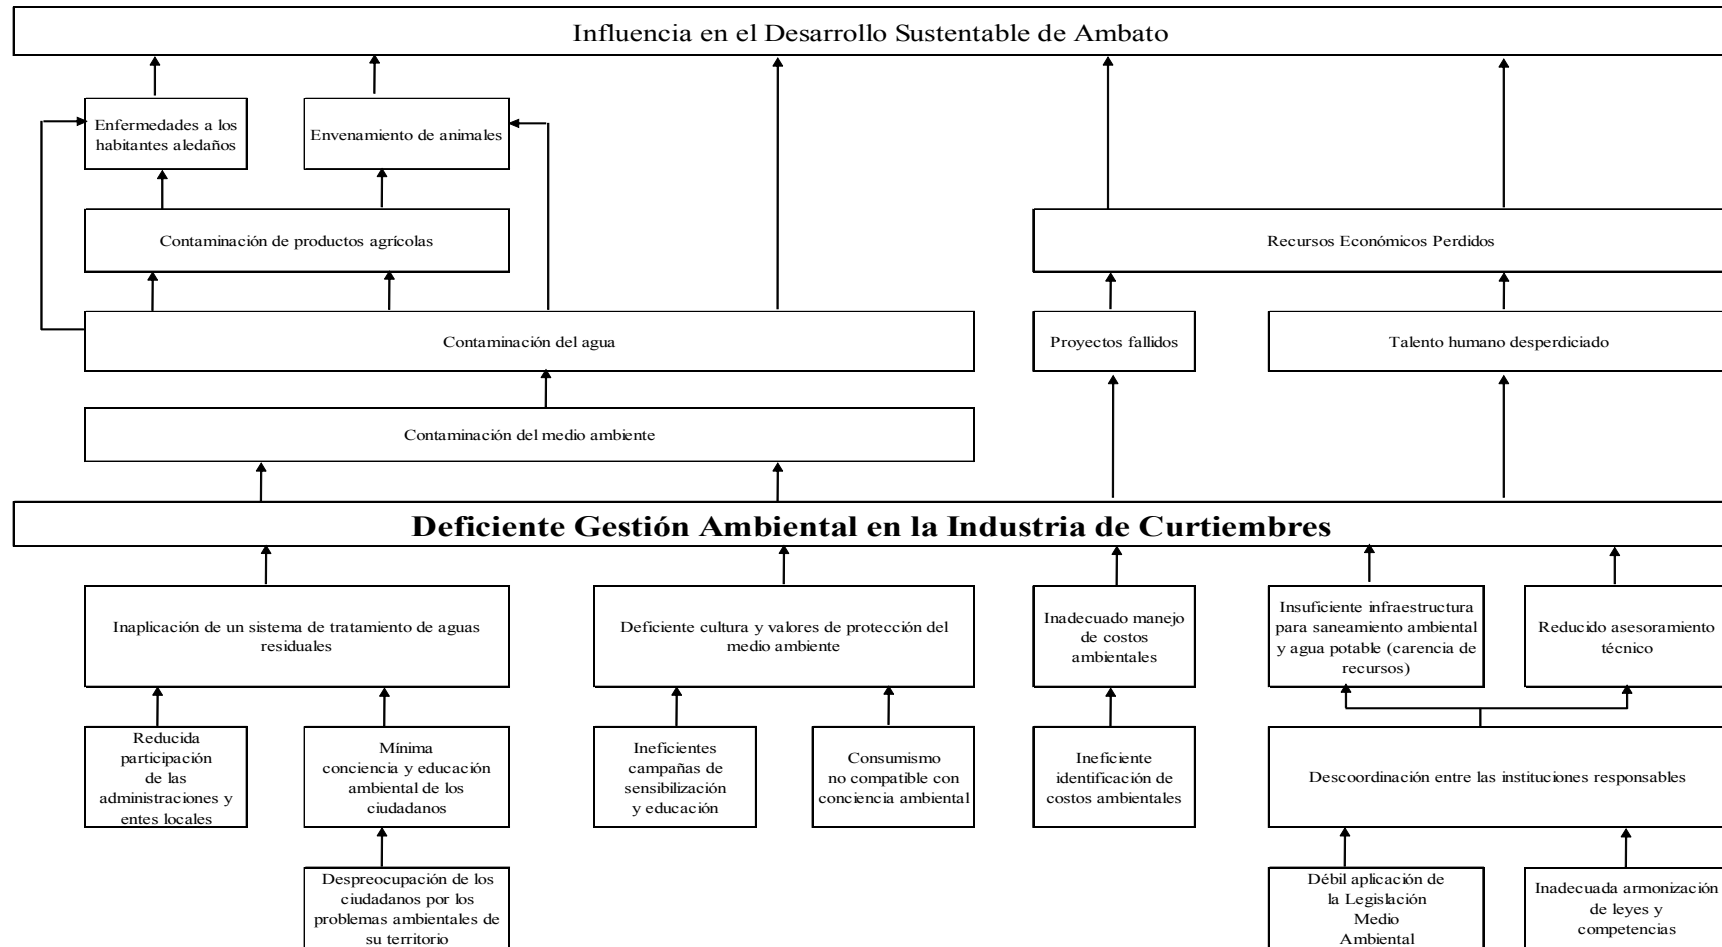 Influencia en el Desarrollo Sustentable de Ambato
Enfermedades a los
habitantes aledaños
Envenamiento de animales
Contaminación de productos agrícolas
Recursos Económicos Perdidos
Contaminación del agua
Proyectos fallidos
Talento humano desperdiciado
Contaminación del medio ambiente
Deficiente Gestión Ambiental en la Industria de Curtiembres
Inaplicación de un sistema de tratamiento de aguas
residuales
Deficiente cultura y valores de protección del
medio ambiente
Inadecuado manejo
de costos
ambientales
Insuficiente infraestructura
para saneamiento ambiental
y agua potable (carencia de
recursos)
Reducido asesoramiento
técnico
Reducida
participación
de las
administraciones y
entes locales
Mínima
conciencia y educación
ambiental de los
ciudadanos
Ineficientes
campañas de
sensibilización
y educación
Consumismo
no compatible con
conciencia ambiental
Ineficiente
identificación de
costos ambientales
Descoordinación entre las instituciones responsables
Despreocupación de los
ciudadanos por los
problemas ambientales de
su territorio
Débil aplicación de
la Legislación
Medio
Ambiental
Inadecuada armonización
de leyes y
competencias